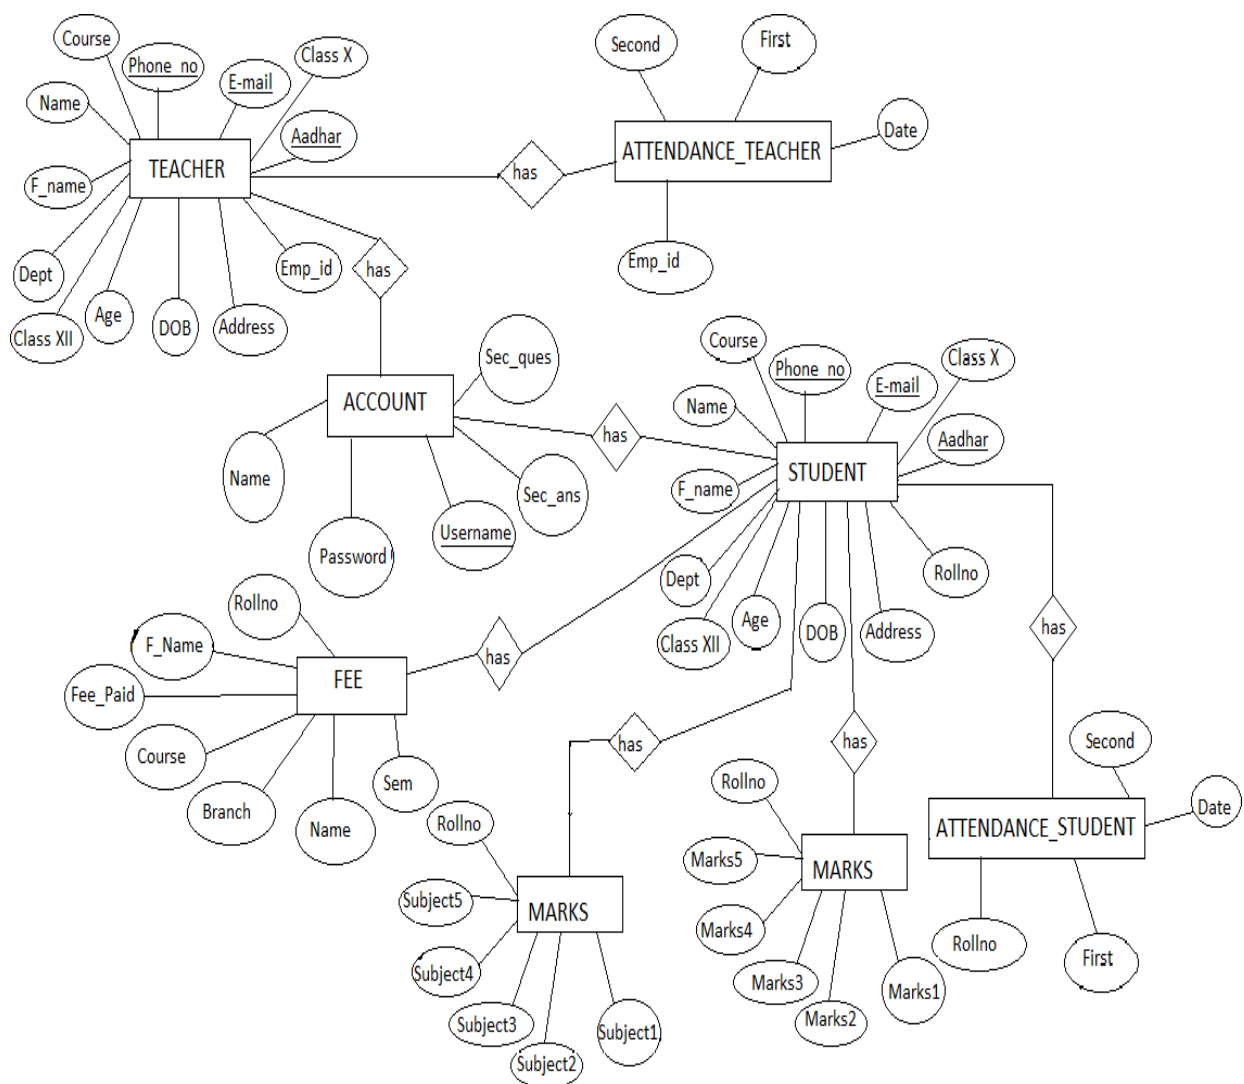 Course
Phone_no
E-mail
Class X
Name
Aadhar
TEACHER
F_name
Dept
Class XII
Age
DOB
Address
Emp_id
has
Second
First
Date
ATTENDANCE_TEACHER
Emp_id
has
ACCOUNT
Sec_ques
Name
Password
Username
Sec_ans
has
Course
Phone_no
E-mail
Class X
Name
Aadhar
STUDENT
F_name
Dept
Class XII
Age
DOB
Address
Rollno
has
Rollno
F_Name
FEE
Fee_Paid
Course
Branch
Name
Sem
has
Rollno
Subject5
MARKS
Subject4
Subject3
Subject2
Subject1
has
Rollno
Marks5
MARKS
Marks4
Marks3
Marks2
Marks1
has
Second
Date
ATTENDANCE_STUDENT
Rollno
First